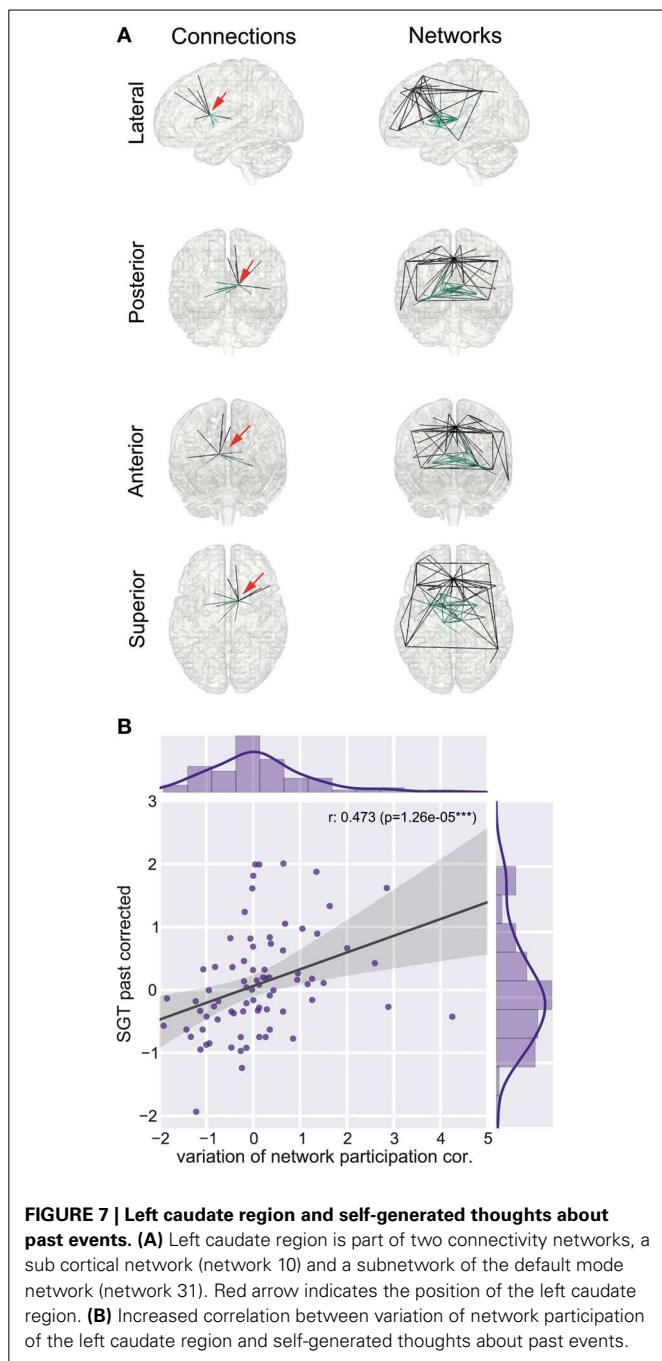 A
Connections Networks
Lateral
Posterior
Anterior
Superior
B
r: 0.473 (p=1.26e-05***)
SGT past corrected
3
2
1
0
−1
−2
−2 −1 0 1 2 3 4 5
variation of network participation cor.
FIGURE 7 | Left caudate region and self-generated thoughts about
past events. (A) Left caudate region is part of two connectivity networks, a
sub cortical network (network 10) and a subnetwork of the default mode
network (network 31). Red arrow indicates the position of the left caudate
region. (B) Increased correlation between variation of network participation
of the left caudate region and self-generated thoughts about past events.